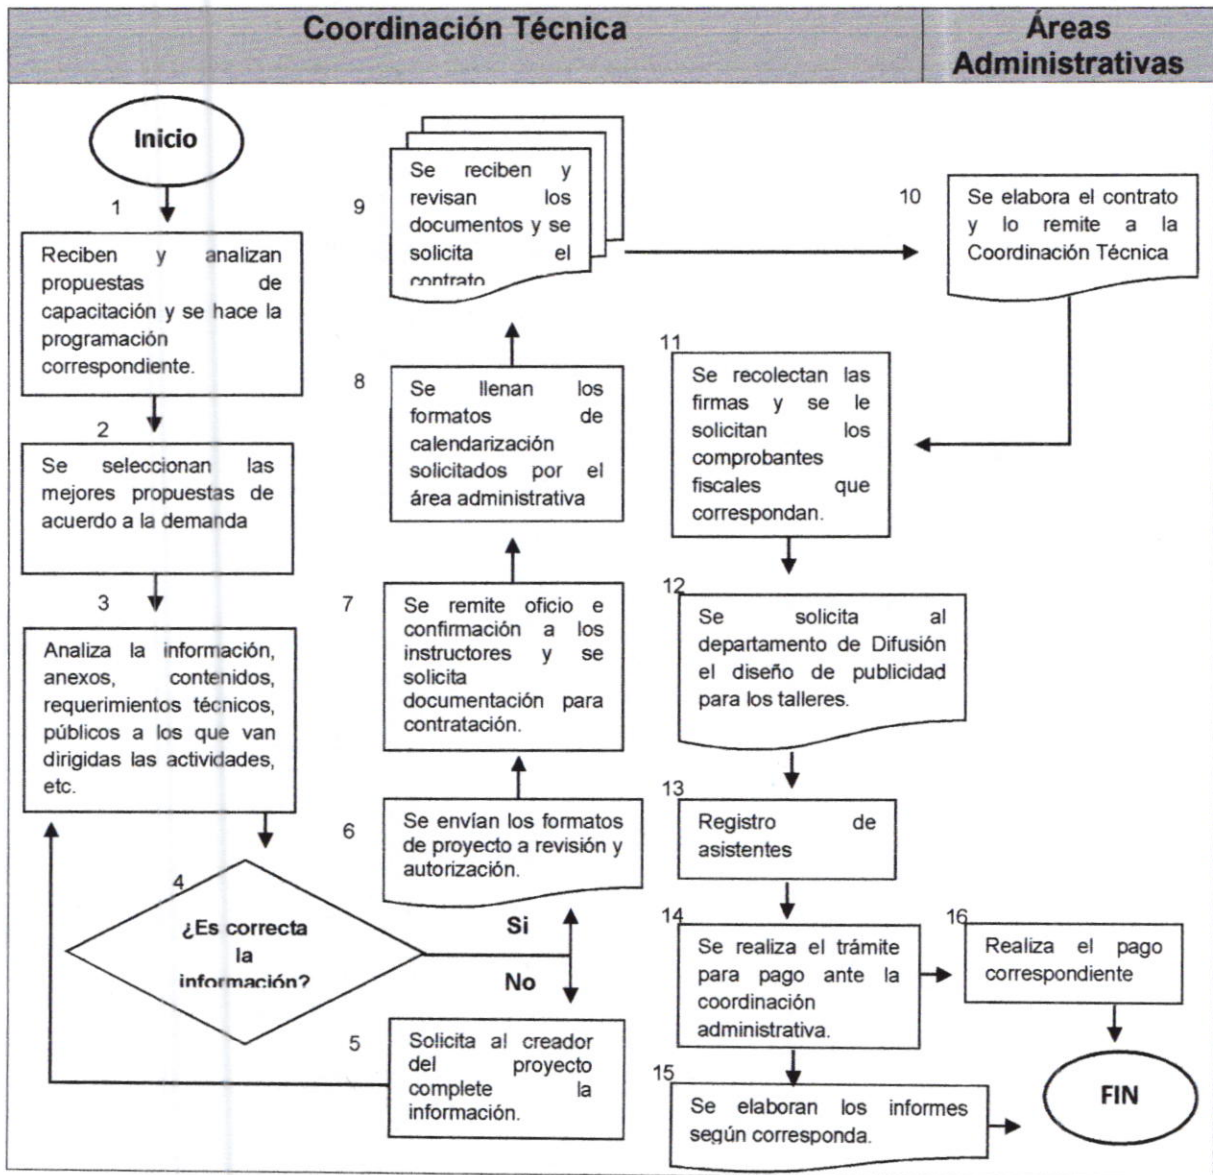 Coordinación Técnica
Áreas
Administrativas
Inicio
1
Reciben y analizan
propuestas de
capacitación y se hace la
programación
correspondiente.
2
Se seleccionan las
mejores propuestas de
acuerdo a la demanda
3
Analiza la información,
anexos, contenidos,
requerimientos técnicos,
públicos a los que van
dirigidas las actividades,
etc.
4
¿Es correcta
la
información?
Si
No
5
Solicita al creador
del proyecto
complete la
información.
6
Se envían los formatos
de proyecto a revisión y
autorización.
7
Se remite oficio e
confirmación a los
instructores y se
solicita
documentación para
contratación.
8
Se llenan los
formatos de
calendarización
solicitados por el
área administrativa
9
Se reciben y
revisan los
documentos y se
solicita el
contrato
10
Se elabora el contrato
y lo remite a la
Coordinación Técnica
11
Se recolectan las
firmas y se le
solicitan los
comprobantes
fiscales que
correspondan.
12
Se solicita al
departamento de Difusión
el diseño de publicidad
para los talleres.
13
Registro de
asistentes
14
Se realiza el trámite
para pago ante la
coordinación
administrativa.
15
Se elaboran los informes
según corresponda.
16
Realiza el pago
correspondiente
FIN